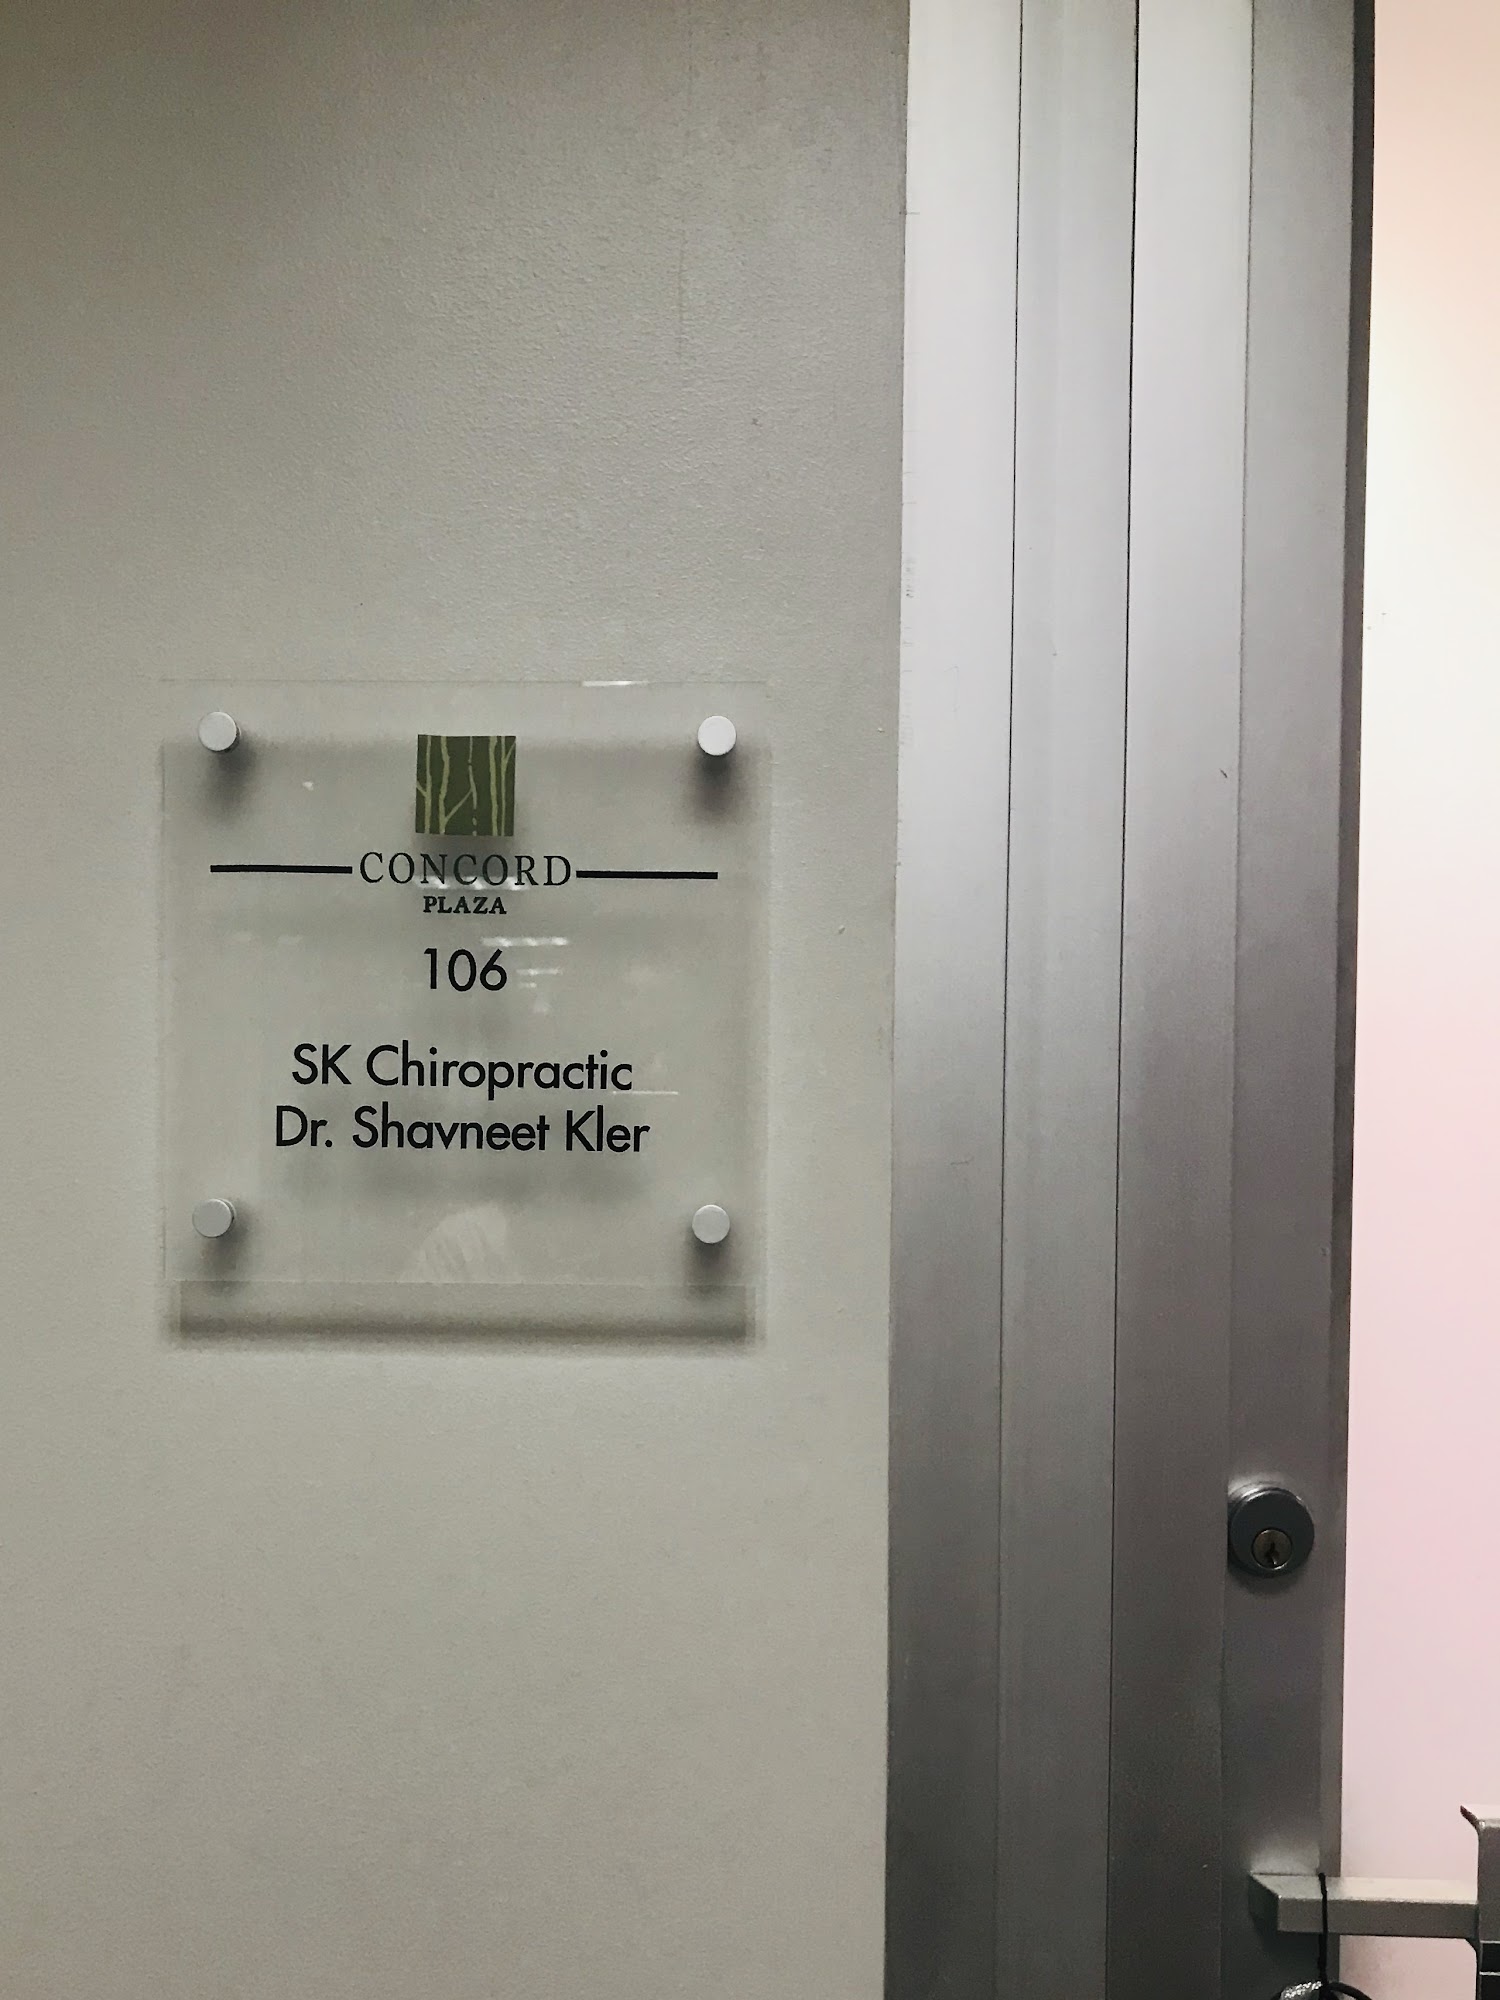 CONCORD
PLAZA
106
SK Chiropractic
Dr. Shavneet Kler